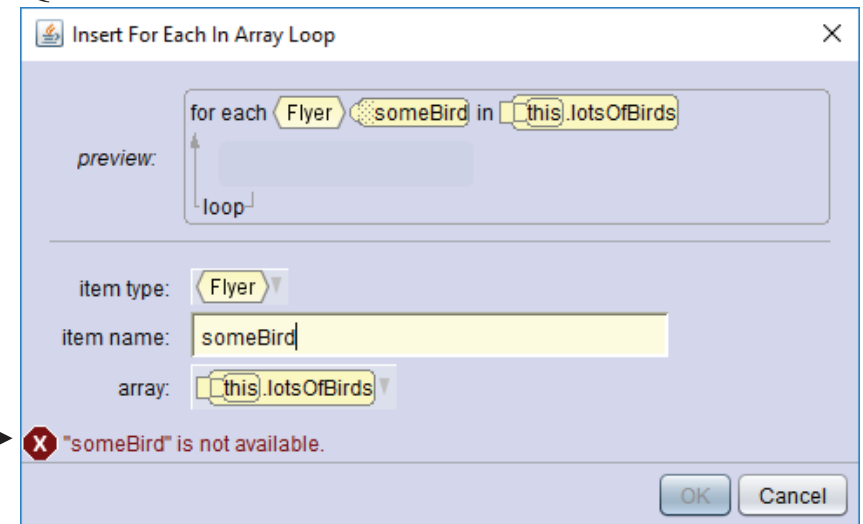 Insert For Each In Array Loop
for each Flyer someBird in this.lotsOfBirds
preview:
loop
item type: Flyer
item name: someBird
array: this.lotsOfBirds
X "someBird" is not available.
OK Cancel